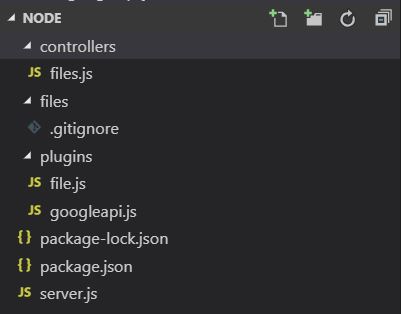 NODE
controllers
JS files.js
files
.gitignore
plugins
JS file.js
JS googleapi.js
{ } package-lock.json
{ } package.json
JS server.js